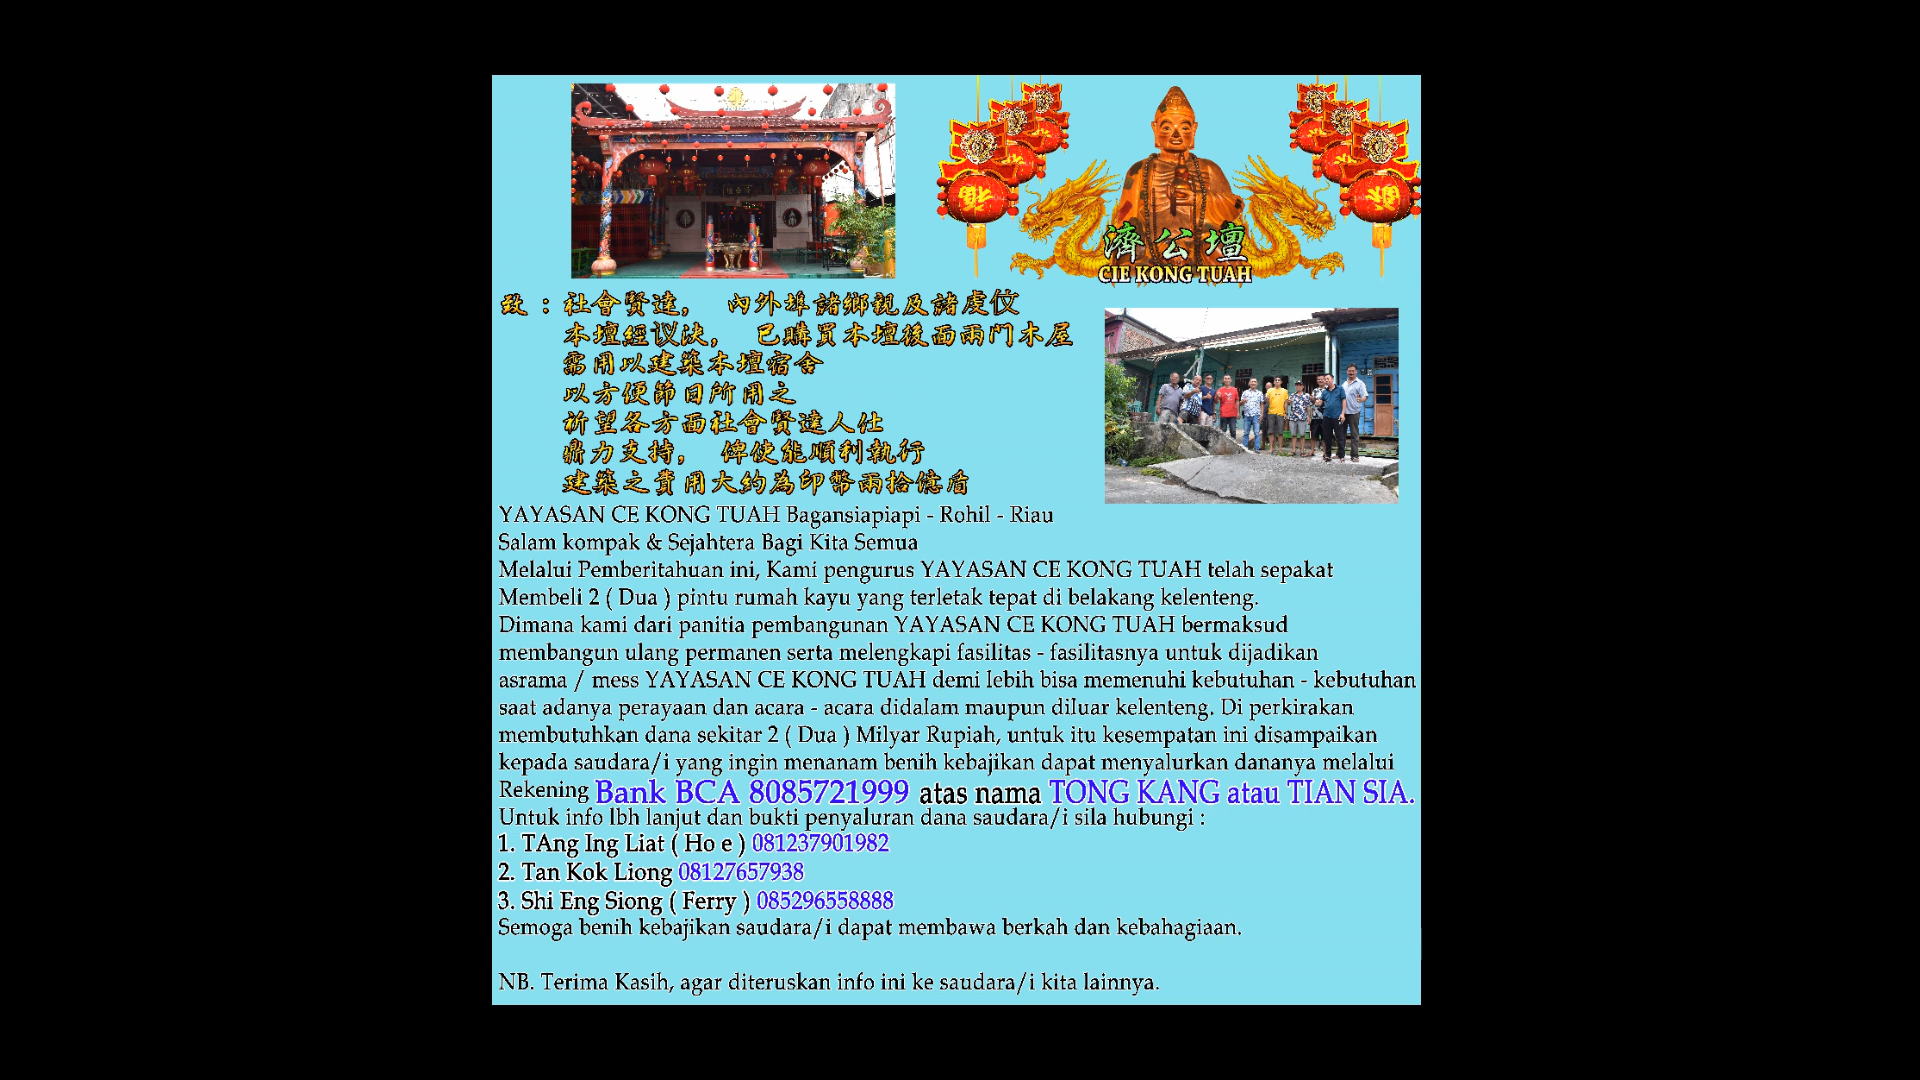 濟公壇
CIE KONG TUAH
致：社會賢達， 內外埠諸鄉親及諸處伩
本壇經议決， 已購買本壇後面兩門木屋
需用以建築本壇宿舍
以方便節目所用之
祈望各方面社會賢達人仕
鼎力支持， 俾使能順利執行
建築之費用大約為印幣兩拾億盾
YAYASAN CE KONG TUAH Bagansiapiapi - Rohil - Riau
Salam kompak & Sejahtera Bagi Kita Semua
Melalui Pemberitahuan ini, Kami pengurus YAYASAN CE KONG TUAH telah sepakat
Membeli 2 ( Dua ) pintu rumah kayu yang terletak tepat di belakang kelenteng.
Dimana kami dari panitia pembangunan YAYASAN CE KONG TUAH bermaksud
membangun ulang permanen serta melengkapi fasilitas - fasilitasnya untuk dijadikan
asrama / mess YAYASAN CE KONG TUAH demi lebih bisa memenuhi kebutuhan - kebutuhan
saat adanya perayaan dan acara - acara didalam maupun diluar kelenteng. Di perkirakan
membutuhkan dana sekitar 2 ( Dua ) Milyar Rupiah, untuk itu kesempatan ini disampaikan
kepada saudara/i yang ingin menanam benih kebajikan dapat menyalurkan dananya melalui
Rekening Bank BCA 8085721999 atas nama TONG KANG atau TIAN SIA.
Untuk info lbh lanjut dan bukti penyaluran dana saudara/i sila hubungi :
1. TAng Ing Liat ( Ho e ) 081237901982
2. Tan Kok Liong 08127657938
3. Shi Eng Siong ( Ferry ) 085296558888
Semoga benih kebajikan saudara/i dapat membawa berkah dan kebahagiaan.
NB. Terima Kasih, agar diteruskan info ini ke saudara/i kita lainnya.